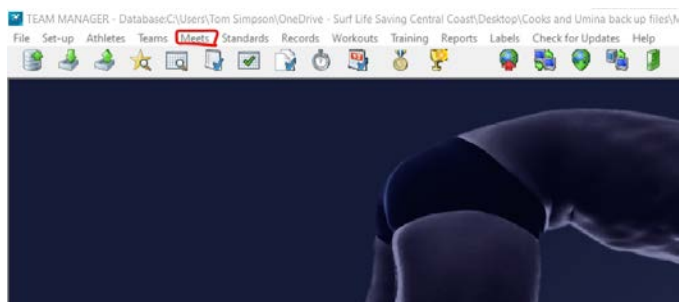 TEAM MANAGER - Database:C:\Users\Tom Simpson\OneDrive - Surf Life Saving Central Coast\Desktop\Cooks and Umina back up files\
File Set-up Athletes Teams Meets Standards Records Workouts Training Reports Labels Check for Updates Help